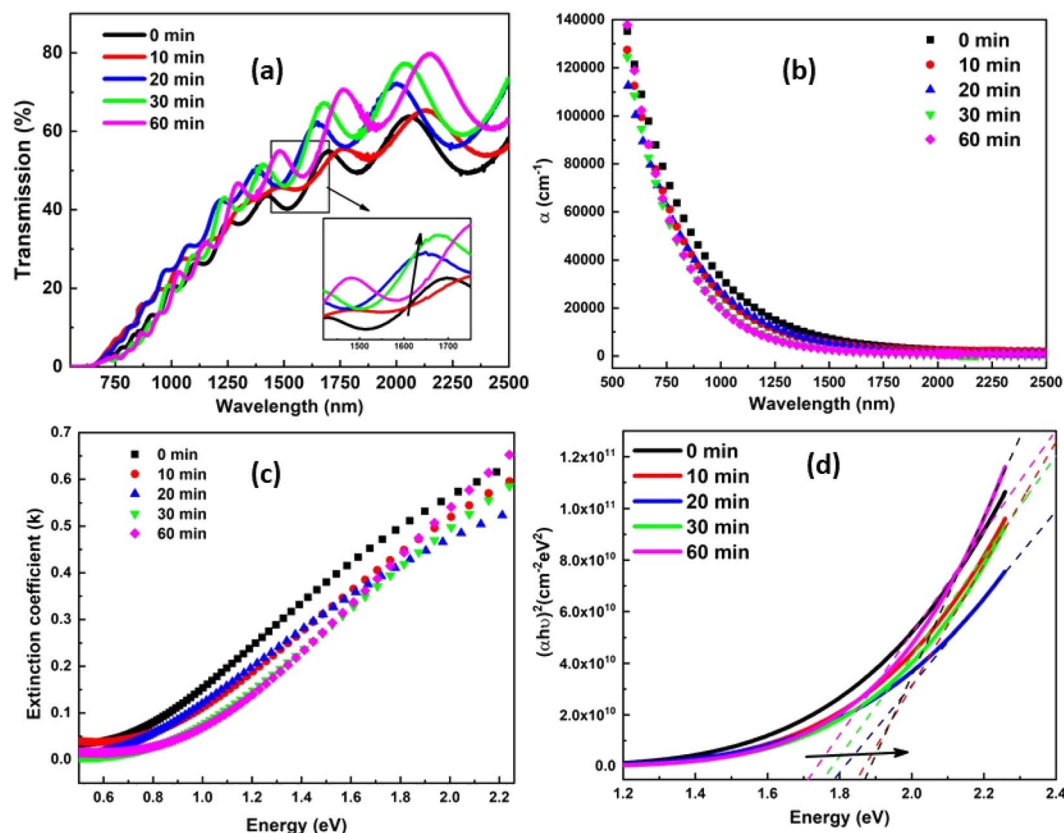 0 min
10 min
20 min
30 min
60 min
(a)
Transmission (%)
80
60
40
20
0
1500 1600 1700
750 1000 1250 1500 1750 2000 2250 2500
Wavelength (nm)
(b)
0 min
10 min
20 min
30 min
60 min
α (cm⁻¹)
140000
120000
100000
80000
60000
40000
20000
0
500 750 1000 1250 1500 1750 2000 2250 2500
Wavelength (nm)
0 min
10 min
20 min
30 min
60 min
(c)
Extinction coefficient (k)
0.7
0.6
0.5
0.4
0.3
0.2
0.1
0.0
0.6 0.8 1.0 1.2 1.4 1.6 1.8 2.0 2.2
Energy (eV)
0 min
10 min
20 min
30 min
60 min
(d)
(αhυ)²(cm⁻²eV²)
1.2x10¹¹
1.0x10¹¹
8.0x10¹⁰
6.0x10¹⁰
4.0x10¹⁰
2.0x10¹⁰
0.0
1.2 1.4 1.6 1.8 2.0 2.2 2.4
Energy (eV)